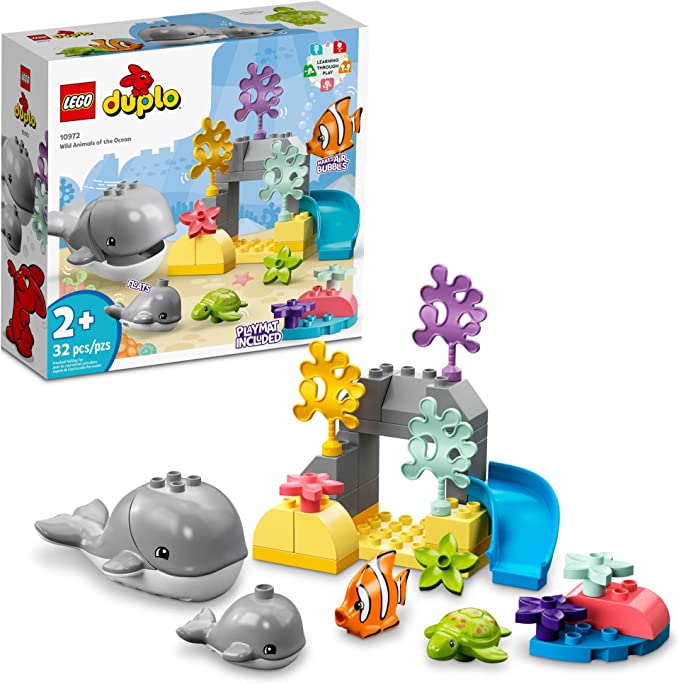 LEGO
duplo
LEARNING
THROUGH
PLAY
10972
Wild Animals of the Ocean
MAKES AIR
BUBBLES
FLOATS
PLAYMAT
INCLUDED
2+
32 pcs/pzs